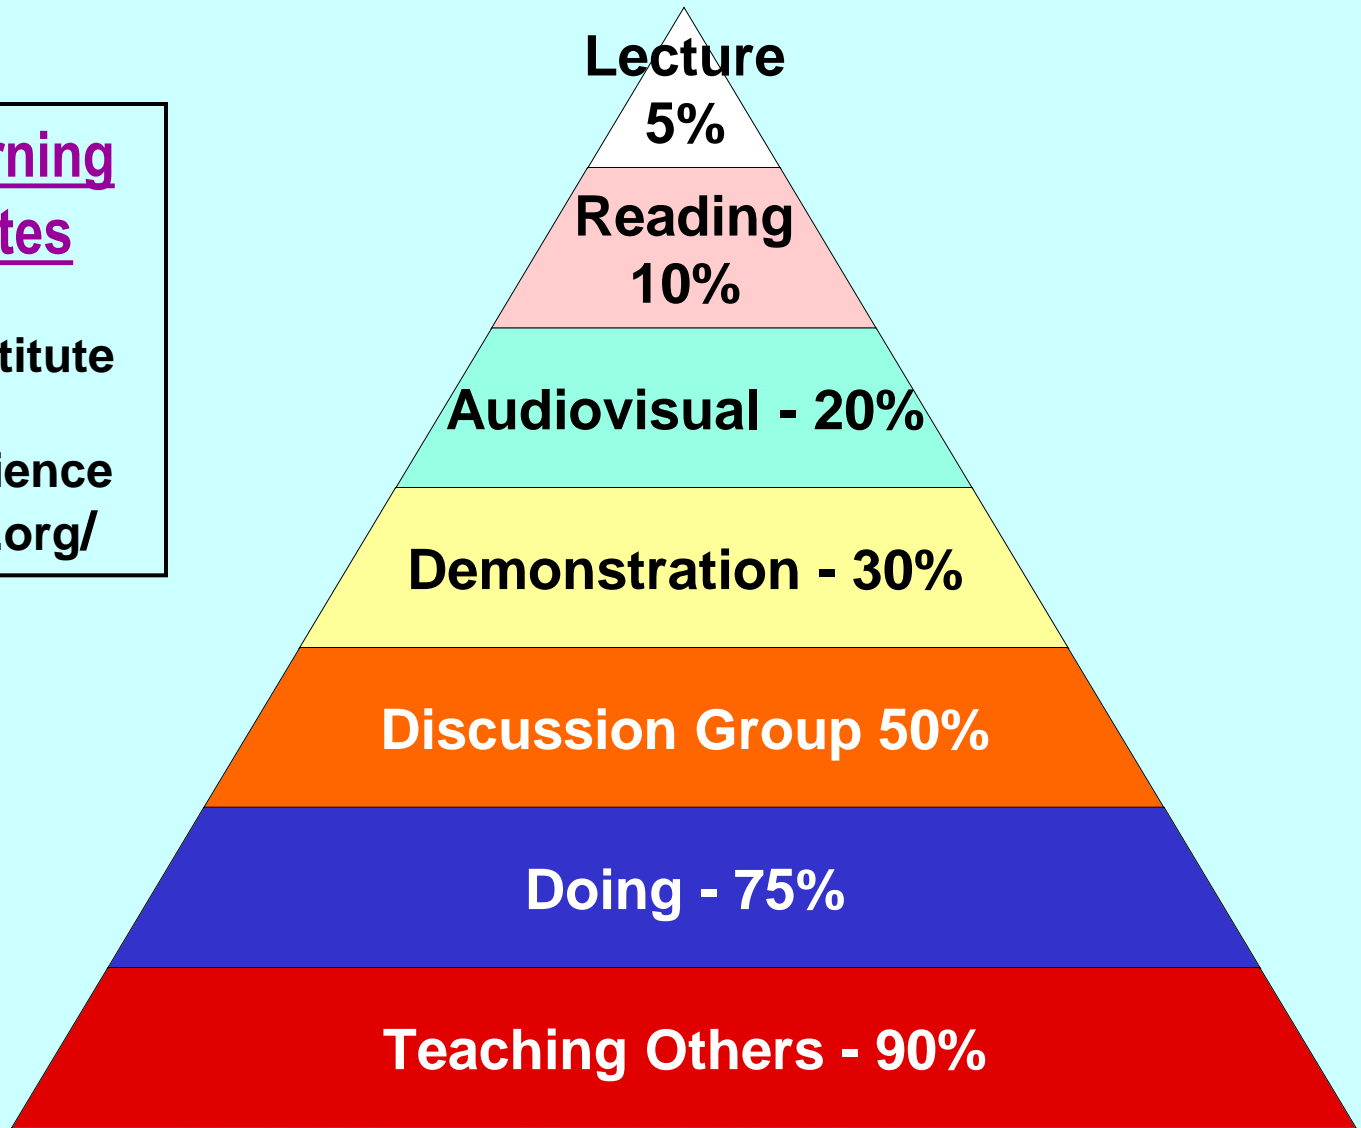 Lecture
5%
rning
tes
titute
ience
.org/
Reading
10%
Audiovisual - 20%
Demonstration - 30%
Discussion Group 50%
Doing - 75%
Teaching Others - 90%